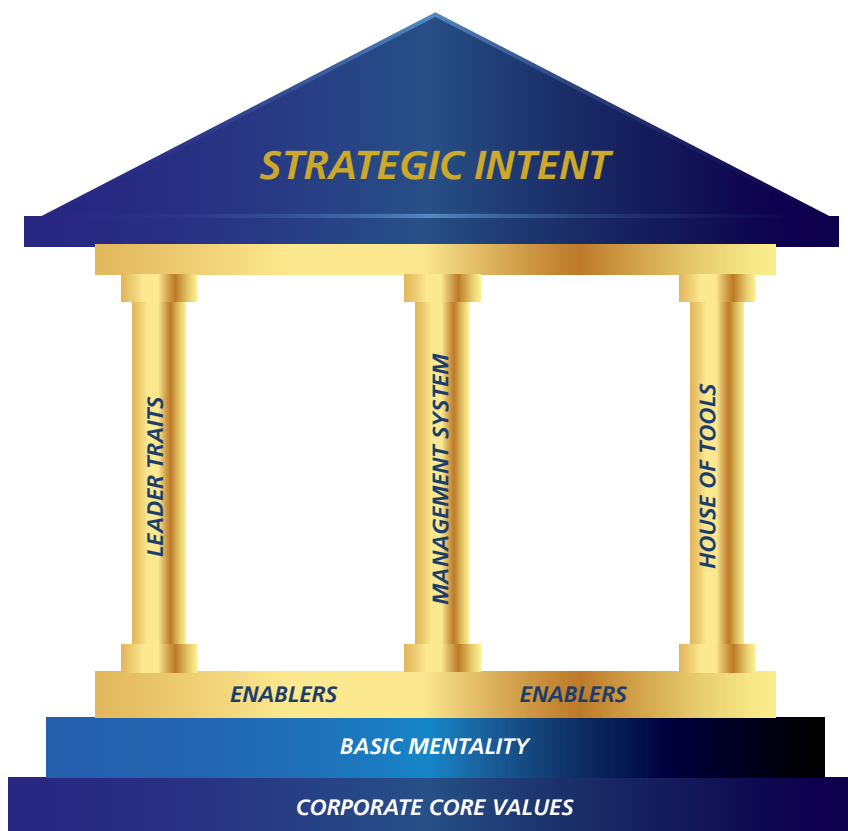 STRATEGIC INTENT
LEADER TRAITS
MANAGEMENT SYSTEM
HOUSE OF TOOLS
ENABLERS ENABLERS
BASIC MENTALITY
CORPORATE CORE VALUES